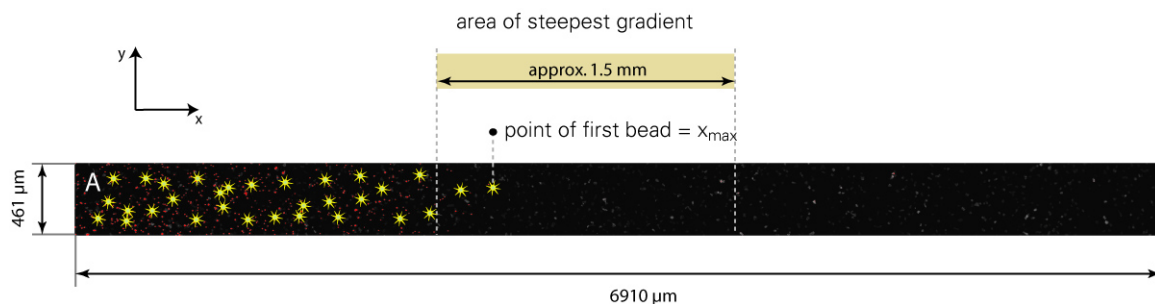 area of steepest gradient
y
approx. 1.5 mm
x
point of first bead = xmax
A
461 µm
6910 µm